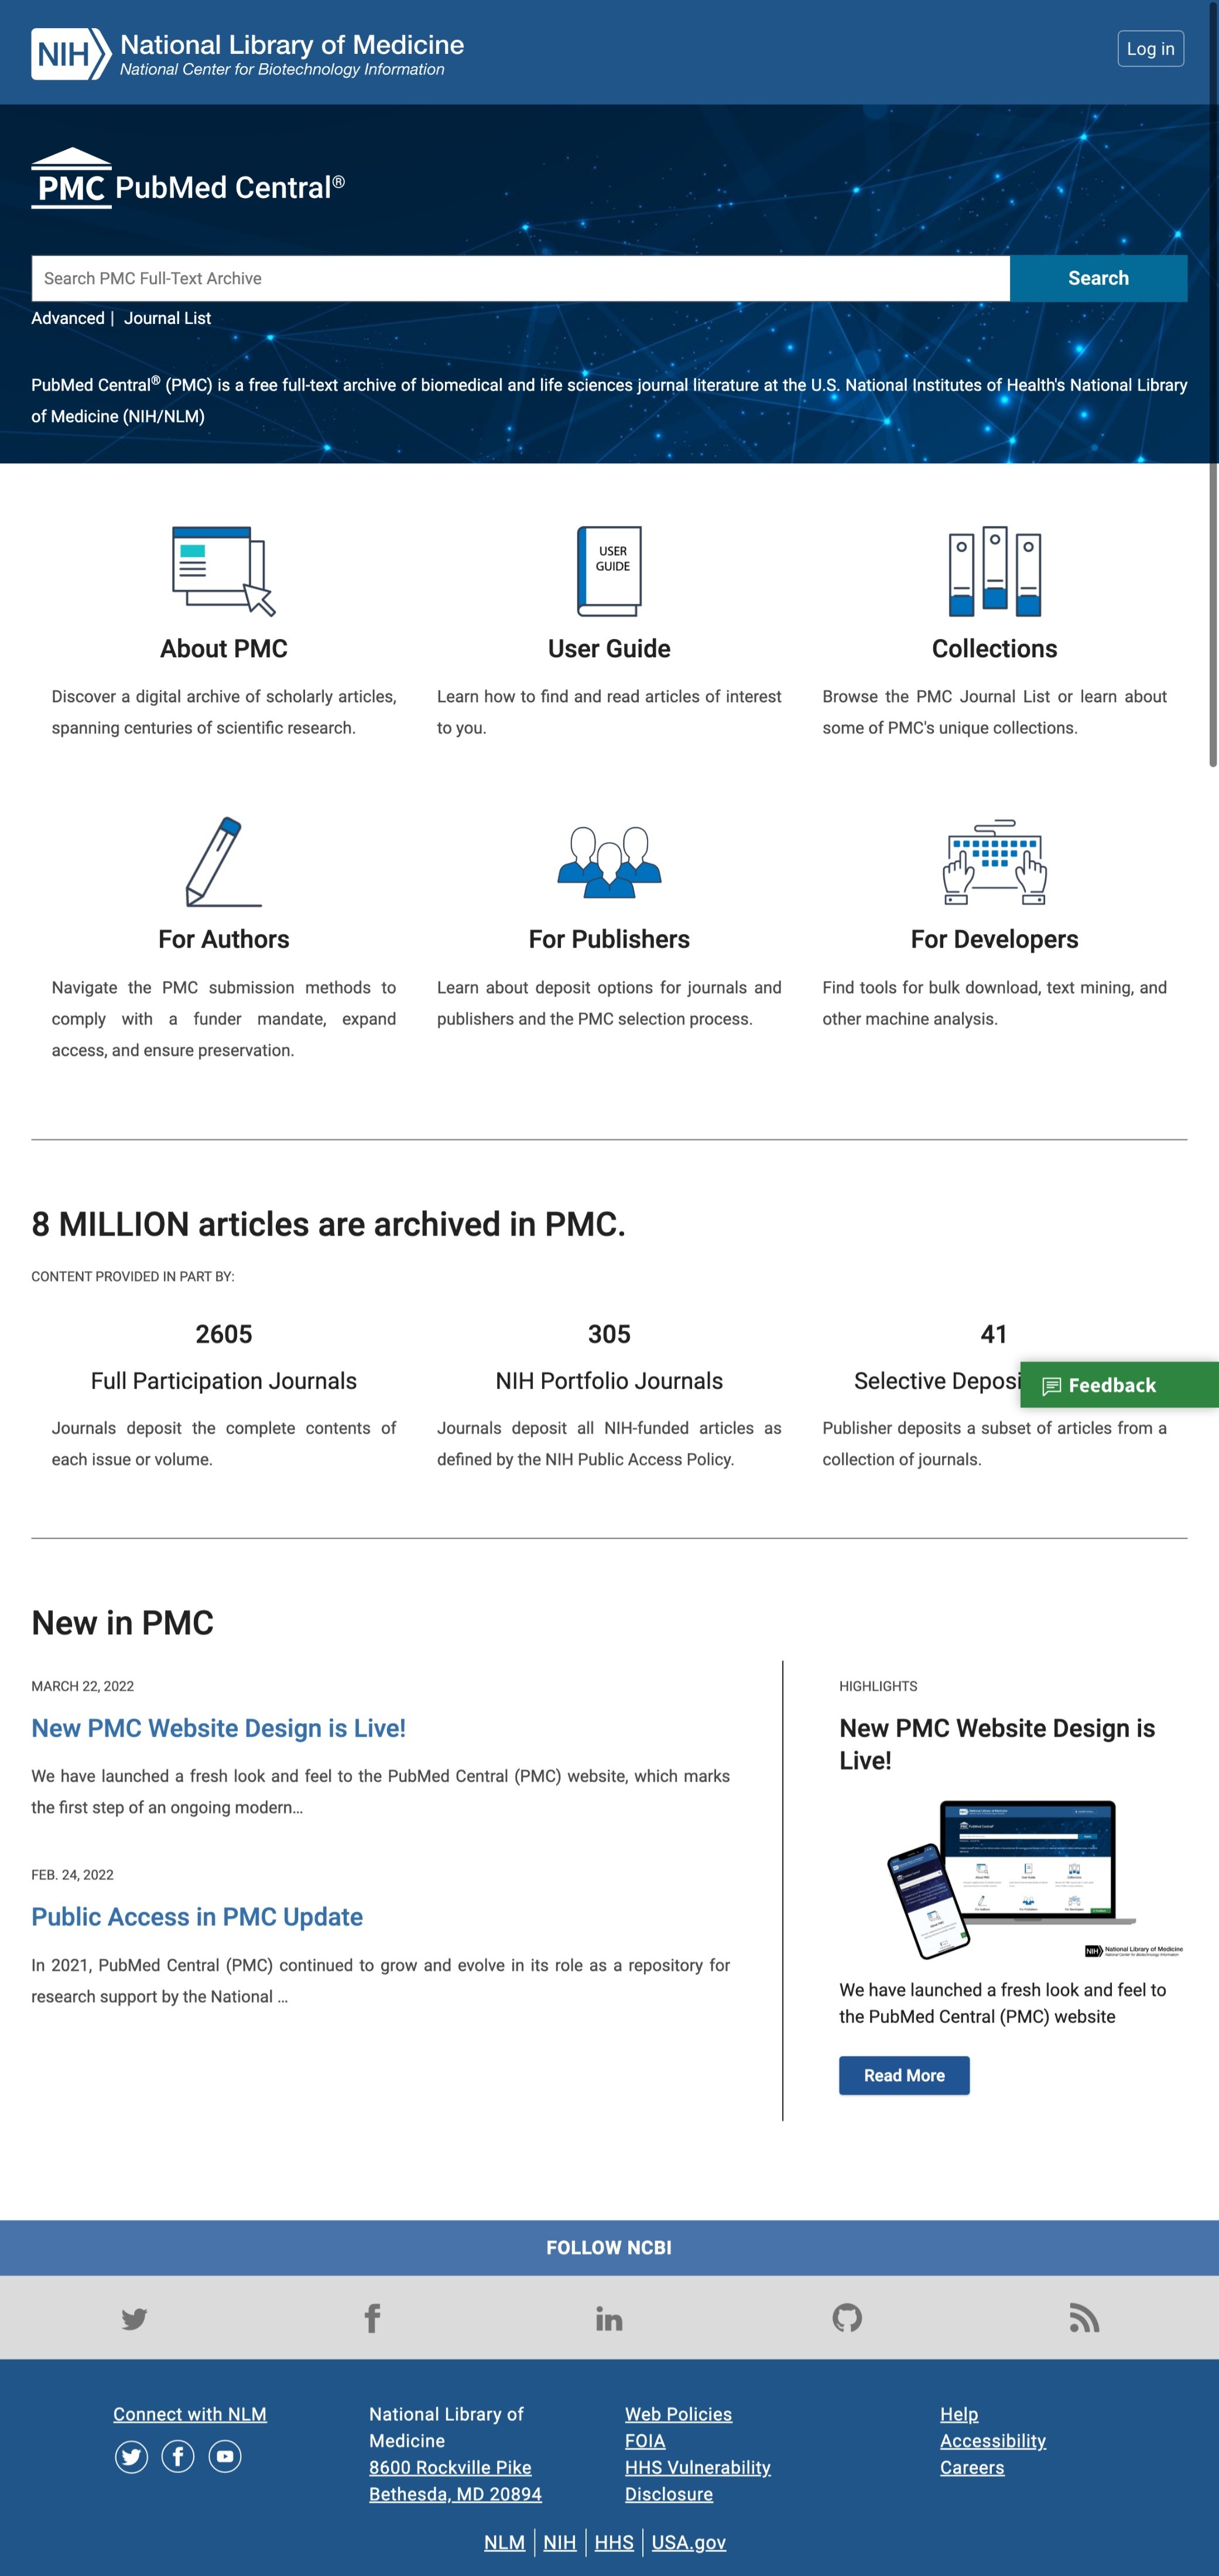 NIH National Library of Medicine
National Center for Biotechnology Information
Log in
PMC PubMed Central®
Search PMC Full-Text Archive
Search
Advanced | Journal List
PubMed Central® (PMC) is a free full-text archive of biomedical and life sciences journal literature at the U.S. National Institutes of Health's National Library
of Medicine (NIH/NLM)
USER
GUIDE
About PMC
Discover a digital archive of scholarly articles,
spanning centuries of scientific research.
User Guide
Learn how to find and read articles of interest
to you.
Collections
Browse the PMC Journal List or learn about
some of PMC's unique collections.
For Authors
Navigate the PMC submission methods to
comply with a funder mandate, expand
access, and ensure preservation.
For Publishers
Learn about deposit options for journals and
publishers and the PMC selection process.
For Developers
Find tools for bulk download, text mining, and
other machine analysis.
8 MILLION articles are archived in PMC.
CONTENT PROVIDED IN PART BY:
2605
Full Participation Journals
Journals deposit the complete contents of
each issue or volume.
305
NIH Portfolio Journals
Journals deposit all NIH-funded articles as
defined by the NIH Public Access Policy.
41
Selective Deposi
Feedback
Publisher deposits a subset of articles from a
collection of journals.
New in PMC
MARCH 22, 2022
New PMC Website Design is Live!
We have launched a fresh look and feel to the PubMed Central (PMC) website, which marks
the first step of an ongoing modern...
FEB. 24, 2022
Public Access in PMC Update
In 2021, PubMed Central (PMC) continued to grow and evolve in its role as a repository for
research support by the National ...
HIGHLIGHTS
New PMC Website Design is
Live!
NIH National Library of Medicine
National Center for Biotechnology Information
We have launched a fresh look and feel to
the PubMed Central (PMC) website
Read More
FOLLOW NCBI
Connect with NLM
National Library of
Medicine
8600 Rockville Pike
Bethesda, MD 20894
Web Policies
FOIA
HHS Vulnerability
Disclosure
Help
Accessibility
Careers
NLM | NIH | HHS | USA.gov